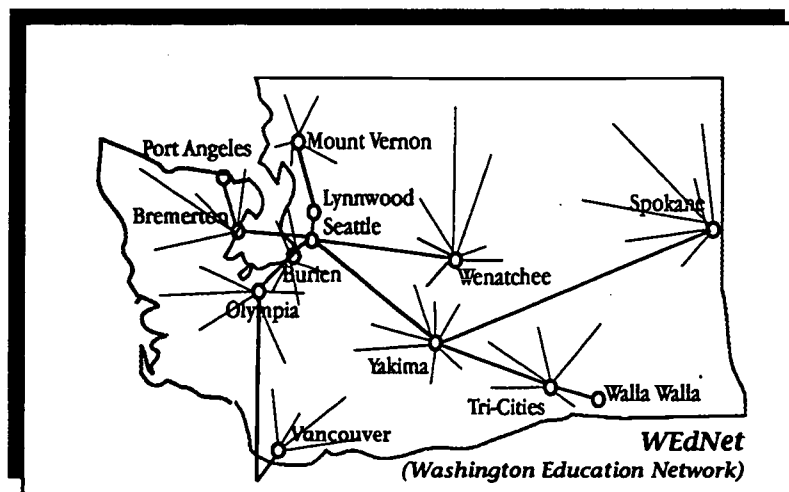 Port Angeles
Mount Vernon
Lynnwood
Bremerton
Seattle
Spokane
Burien
Wenatchee
Olympia
Yakima
Tri-Cities
Walla Walla
Vancouver
WEdNet
(Washington Education Network)